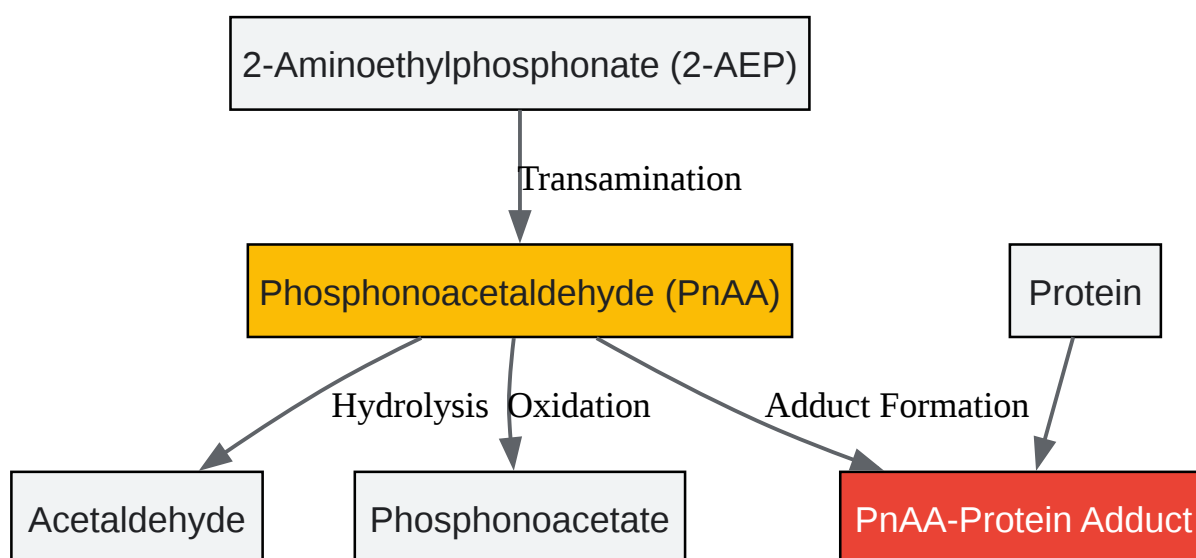 2-Aminoethylphosphonate (2-AEP)
Transamination
Phosphonoacetaldehyde (PnAA)
Protein
Hydrolysis
Oxidation
Adduct Formation
Acetaldehyde
Phosphonoacetate
PnAA-Protein Adduct